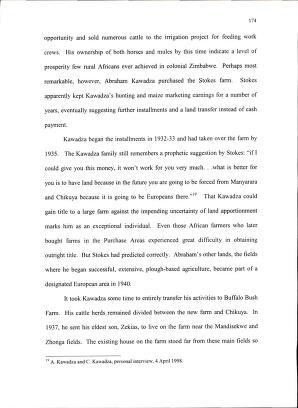 174
opportunity and sold numerous cattle to the irrigation project for feeding work
crews. His ownership of both horses and mules by this time indicate a level of
prosperity few rural Africans ever achieved in colonial Zimbabwe. Perhaps most
remarkable, however, Abraham Kawadza purchased the Stokes farm. Stokes
apparently kept Kawadza's hunting and maize marketing earnings for a number of
years, eventually suggesting further installments and a land transfer instead of cash
payment.
Kawadza began the installments in 1932-33 and had taken over the farm by
1935. The Kawadza family still remembers a prophetic suggestion by Stokes: "if I
could give you this money, it won't work for you very much. . .what is better for
you is to have land because in the future you are going to be forced from Manyarara
and Chikuya because it is going to be Europeans there."19 That Kawadza could
gain title to a large farm against the impending uncertainty of land apportionment
marks him as an exceptional individual. Even those African farmers who later
bought farms in the Purchase Areas experienced great difficulty in obtaining
outright title. But Stokes had predicted correctly. Abraham's other lands, the fields
where he began successful, extensive, plough-based agriculture, became part of a
designated European area in 1940.
It took Kawadza some time to entirely transfer his activities to Buffalo Bush
Farm. His cattle herds remained divided between the new farm and Chikuya. In
1937, he sent his eldest son, Zekias, to live on the farm near the Mandisekwe and
Zhonga fields. The existing house on the farm stood far from these main fields so
19 A. Kawadza and C. Kawadza, personal interview, 4 April 1998.